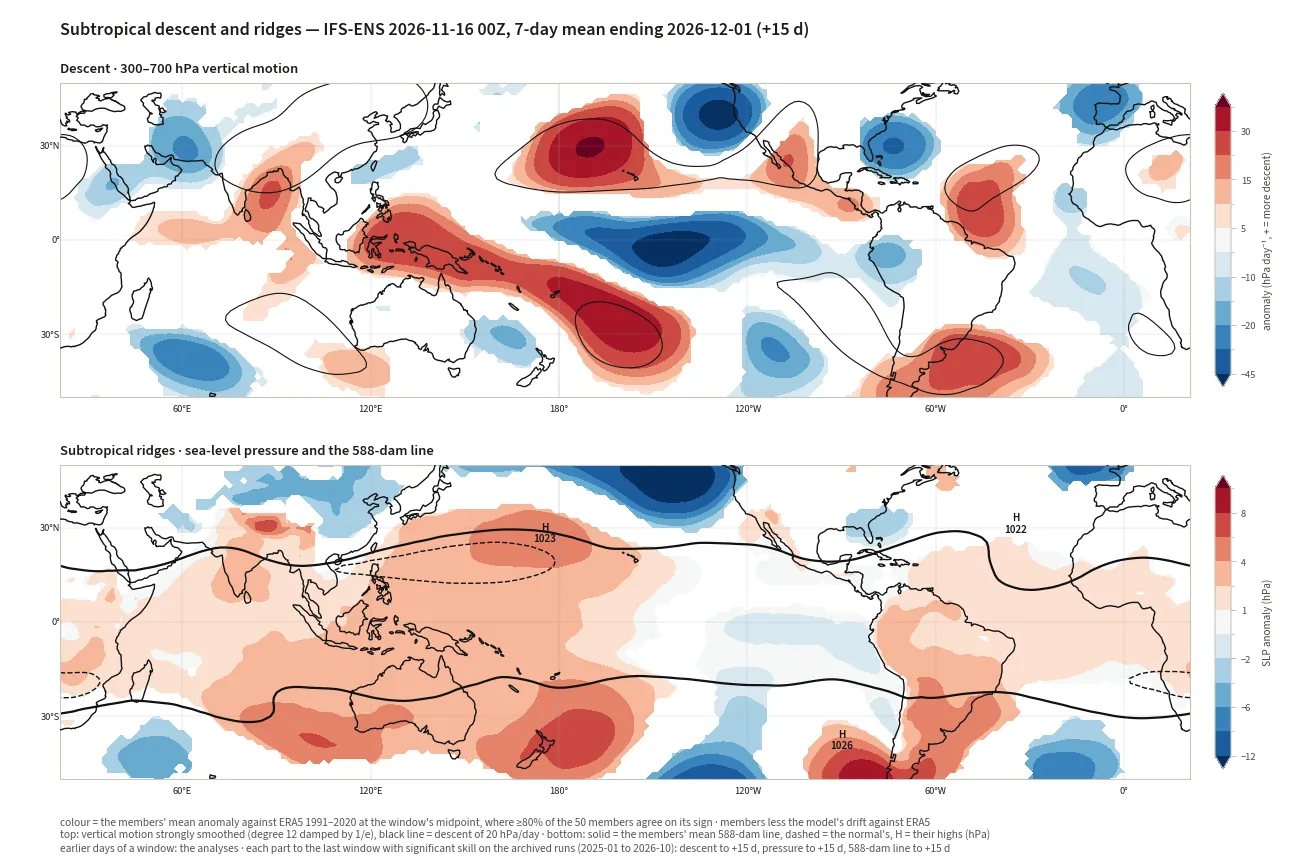 Subtropical descent and ridges — IFS-ENS 2026-11-16 00Z, 7-day mean ending 2026-12-01 (+15 d)
Descent · 300–700 hPa vertical motion
30°N
0°
30°S
60°E
120°E
180°
120°W
60°W
0°
30
15
5
−10
−20
−45
anomaly (hPa day⁻¹, + = more descent)
Subtropical ridges · sea-level pressure and the 588-dam line
H
1023
H
1022
H
1026
30°N
0°
30°S
60°E
120°E
180°
120°W
60°W
0°
8
4
1
−2
−6
−12
SLP anomaly (hPa)
colour = the members' mean anomaly against ERA5 1991–2020 at the window's midpoint, where ≥80% of the 50 members agree on its sign · members less the model's drift against ERA5
top: vertical motion strongly smoothed (degree 12 damped by 1/e), black line = descent of 20 hPa/day · bottom: solid = the members' mean 588-dam line, dashed = the normal's, H = their highs (hPa)
earlier days of a window: the analyses · each part to the last window with significant skill on the archived runs (2025-01 to 2026-10): descent to +15 d, pressure to +15 d, 588-dam line to +15 d